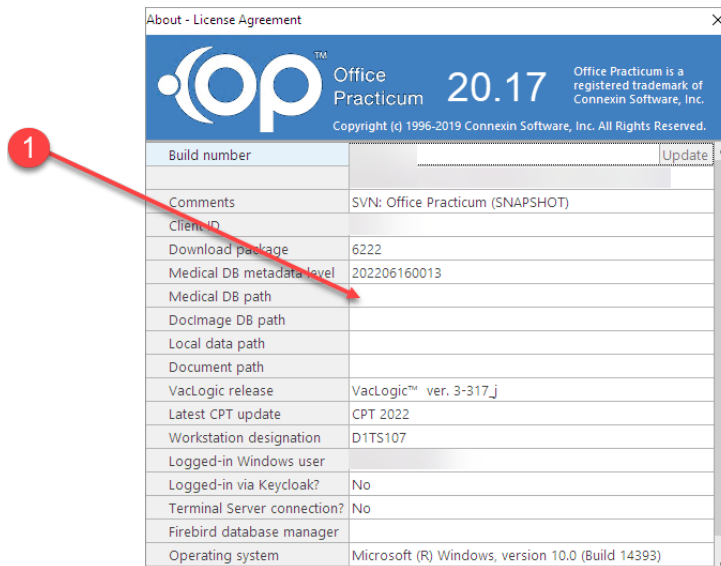 About - License Agreement
1
op™
Office
Practicum
20.17
Office Practicum is a
registered trademark of
Connexin Software, Inc.
Copyright (c) 1996-2019 Connexin Software, Inc. All Rights Reserved.
Build number Update
Comments SVN: Office Practicum (SNAPSHOT)
Client ID
Download package 6222
Medical DB metadata level 202206160013
Medical DB path
DocImage DB path
Local data path
Document path
VacLogic release VacLogic™ ver. 3-317_j
Latest CPT update CPT 2022
Workstation designation D1TS107
Logged-in Windows user
Logged-in via Keycloak? No
Terminal Server connection? No
Firebird database manager
Operating system Microsoft (R) Windows, version 10.0 (Build 14393)